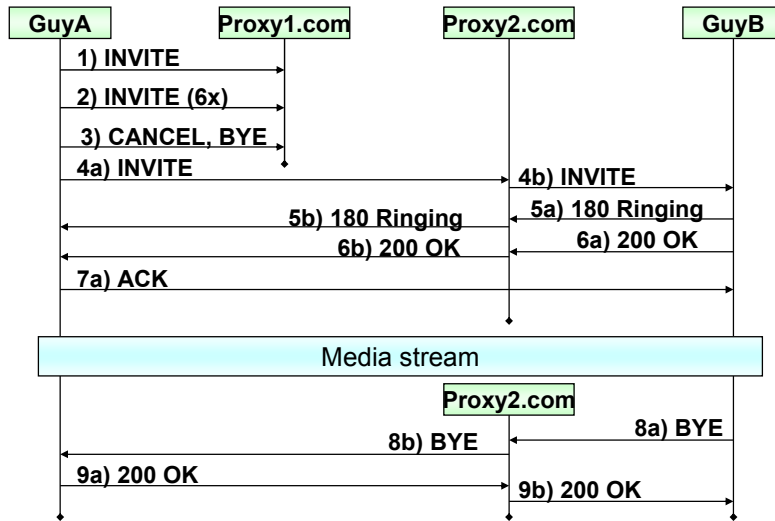 GuyA Proxy1.com Proxy2.com GuyB
1) INVITE
2) INVITE (6x)
3) CANCEL, BYE
4a) INVITE
4b) INVITE
5a) 180 Ringing
5b) 180 Ringing
6a) 200 OK
6b) 200 OK
7a) ACK
Media stream
Proxy2.com
8a) BYE
8b) BYE
9a) 200 OK
9b) 200 OK